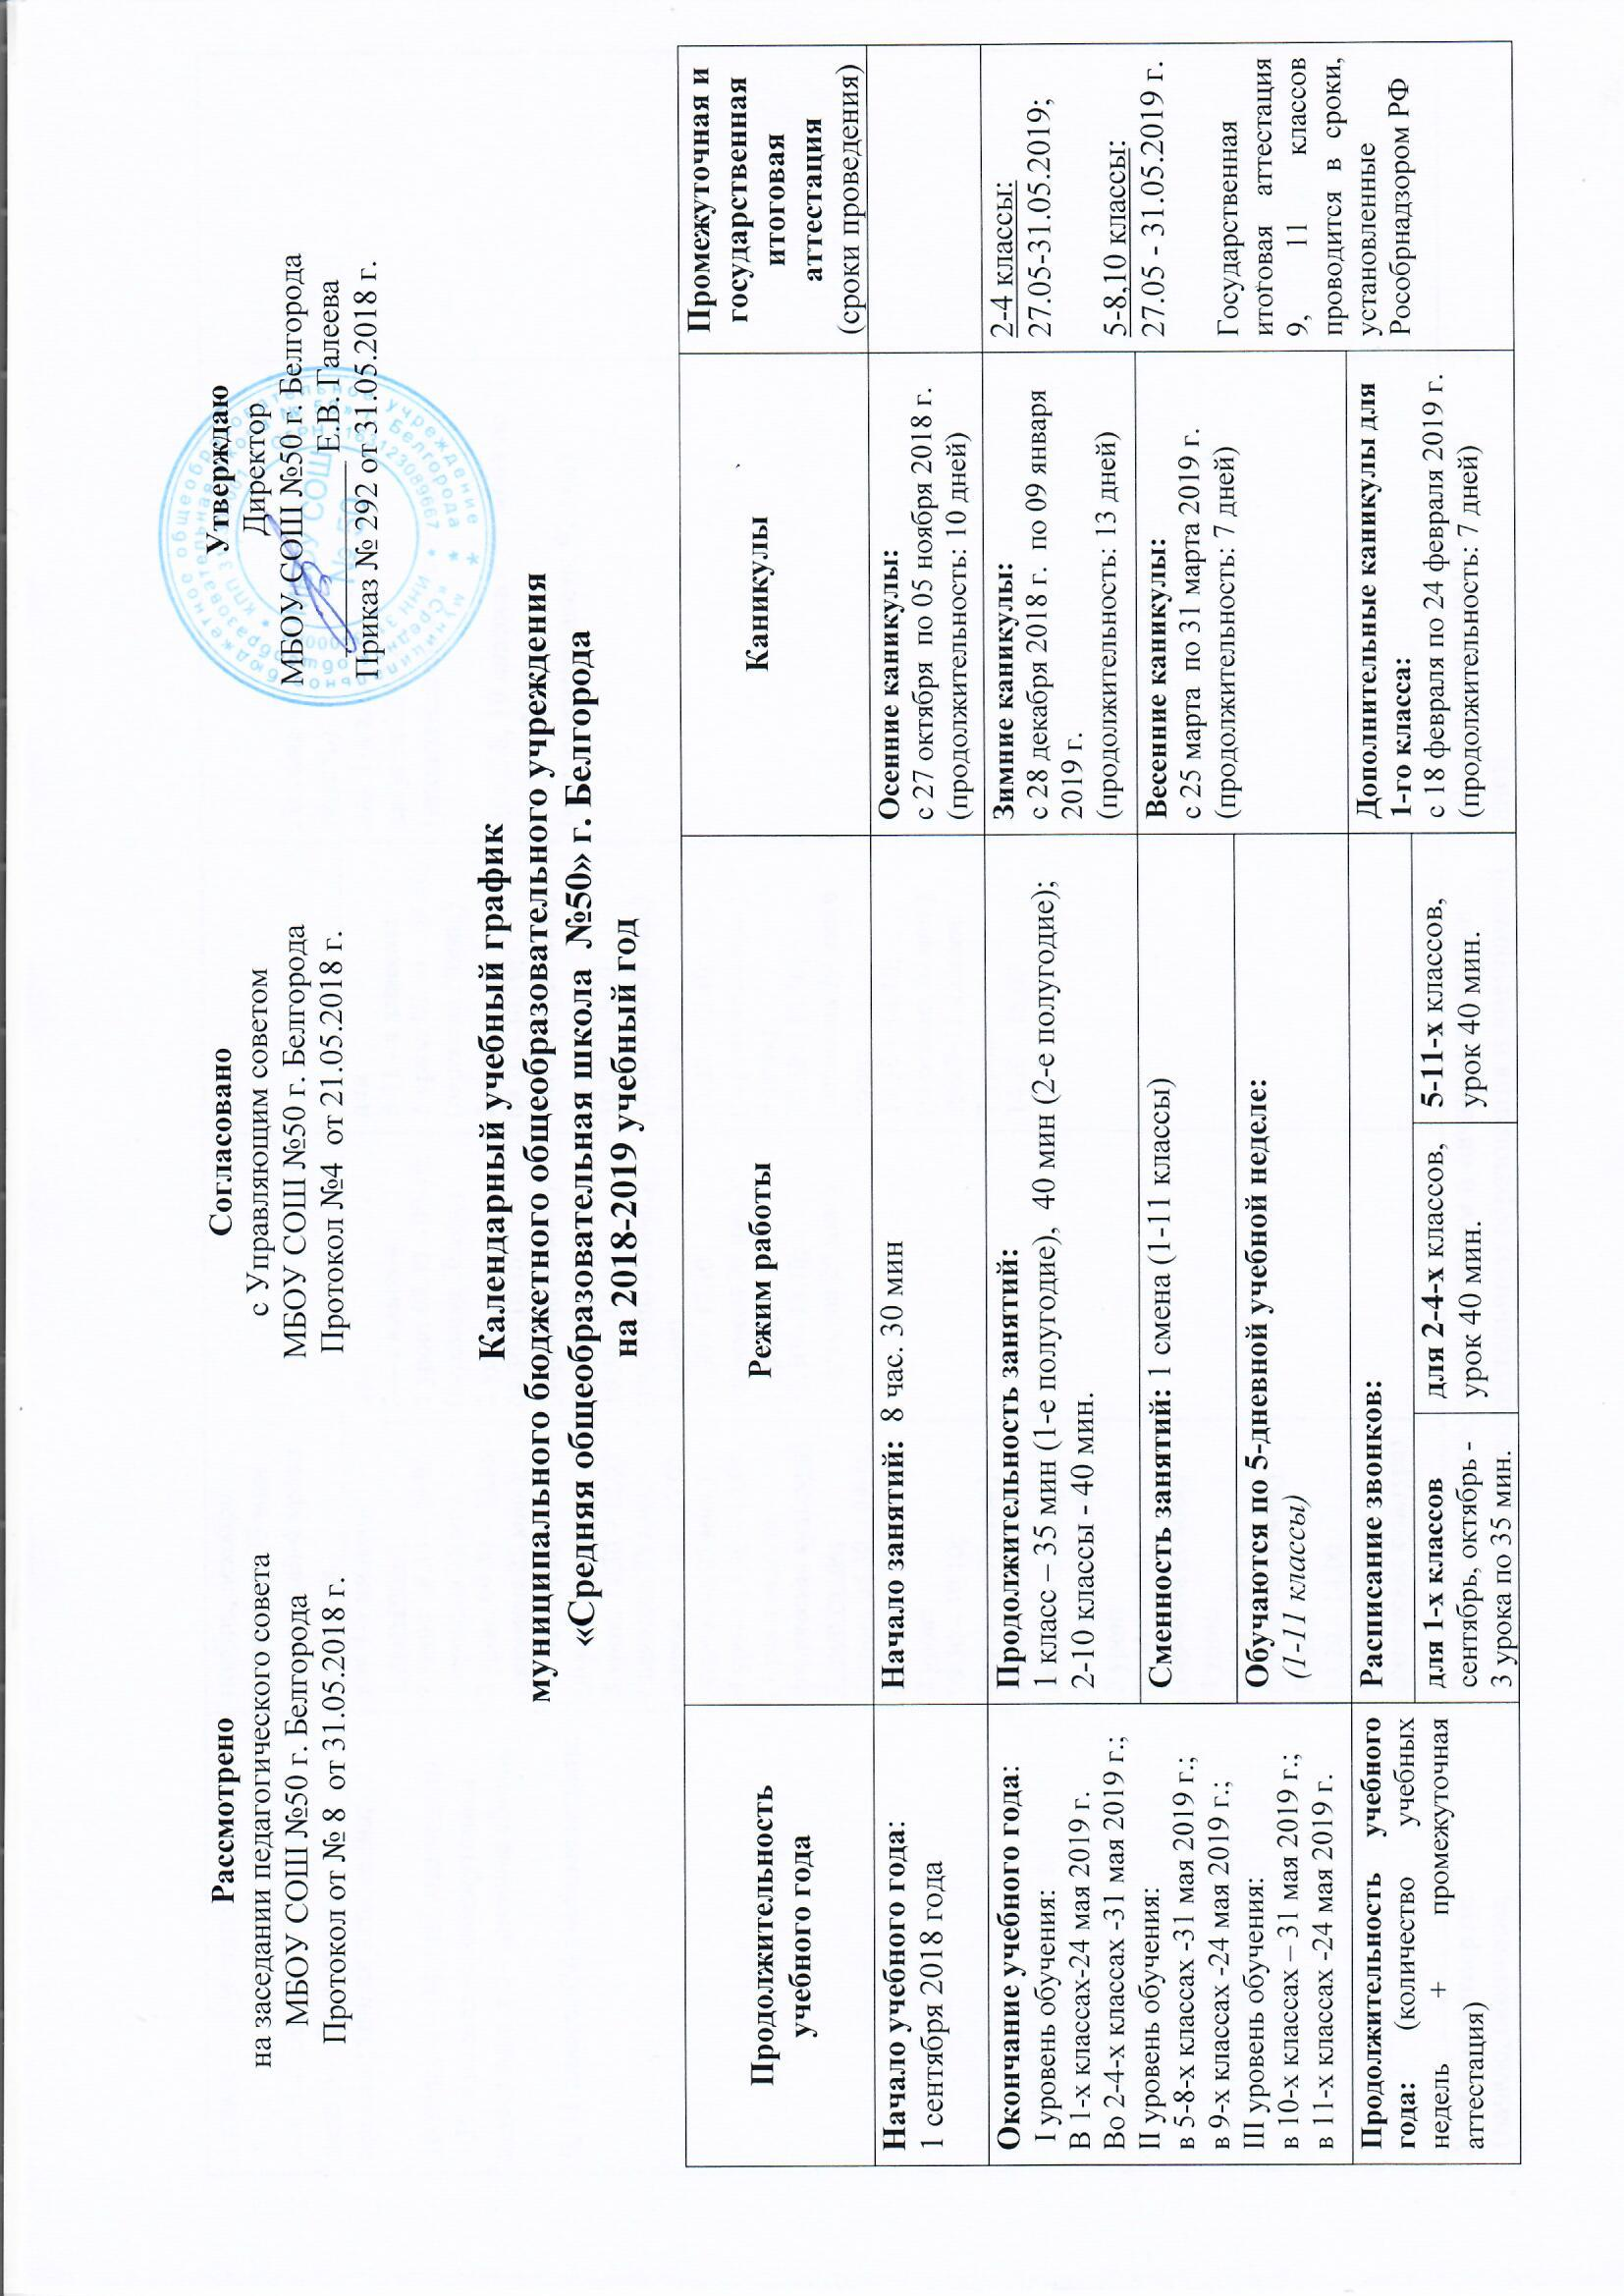 Рассмотрено
на заседании педагогического совета
МБОУ СОШ №50 г. Белгорода
Протокол от № 8 от 31.05.2018 г.
Согласовано
с Управляющим советом
МБОУ СОШ №50 г. Белгорода
Протокол №4 от 21.05.2018 г.
Утверждаю
Директор
МБОУ СОШ №50 г. Белгорода
Е.В. Галеева
Приказ № 292 от 31.05.2018 г.
Календарный учебный график
муниципального бюджетного общеобразовательного учреждения
«Средняя общеобразовательная школа №50» г. Белгорода
на 2018-2019 учебный год
Продолжительность
учебного года
Режим работы
Каникулы
Промежуточная и
государственная
итоговая
аттестация
(сроки проведения)
Начало учебного года:
1 сентября 2018 года
Начало занятий: 8 час. 30 мин
Осенние каникулы:
с 27 октября по 05 ноября 2018 г.
(продолжительность: 10 дней)
Окончание учебного года:
I уровень обучения:
В 1-х классах-24 мая 2019 г.
Во 2-4-х классах -31 мая 2019 г.;
II уровень обучения:
в 5-8-х классах -31 мая 2019 г.;
в 9-х классах -24 мая 2019 г.;
III уровень обучения:
в 10-х классах – 31 мая 2019 г.;
в 11-х классах -24 мая 2019 г.
Продолжительность занятий:
1 класс – 35 мин (1-е полугодие), 40 мин (2-е полугодие);
2-10 классы - 40 мин.
Сменность занятий: 1 смена (1-11 классы)
Обучаются по 5-дневной учебной неделе:
(1-11 классы)
Зимние каникулы:
с 28 декабря 2018 г. по 09 января
2019 г.
(продолжительность: 13 дней)
Весенние каникулы:
с 25 марта по 31 марта 2019 г.
(продолжительность: 7 дней)
2-4 классы:
27.05-31.05.2019;
5-8,10 классы:
27.05 - 31.05.2019 г.
Государственная
итоговая аттестация
9, 11 классов
проводится в сроки,
установленные
Рособрнадзором РФ
Продолжительность учебного
года: (количество учебных
недель + промежуточная
аттестация)
Расписание звонков:
для 1-х классов
сентябрь, октябрь -
3 урока по 35 мин.
для 2-4-х классов,
урок 40 мин.
5-11-х классов,
урок 40 мин.
Дополнительные каникулы для
1-го класса:
с 18 февраля по 24 февраля 2019 г.
(продолжительность: 7 дней)